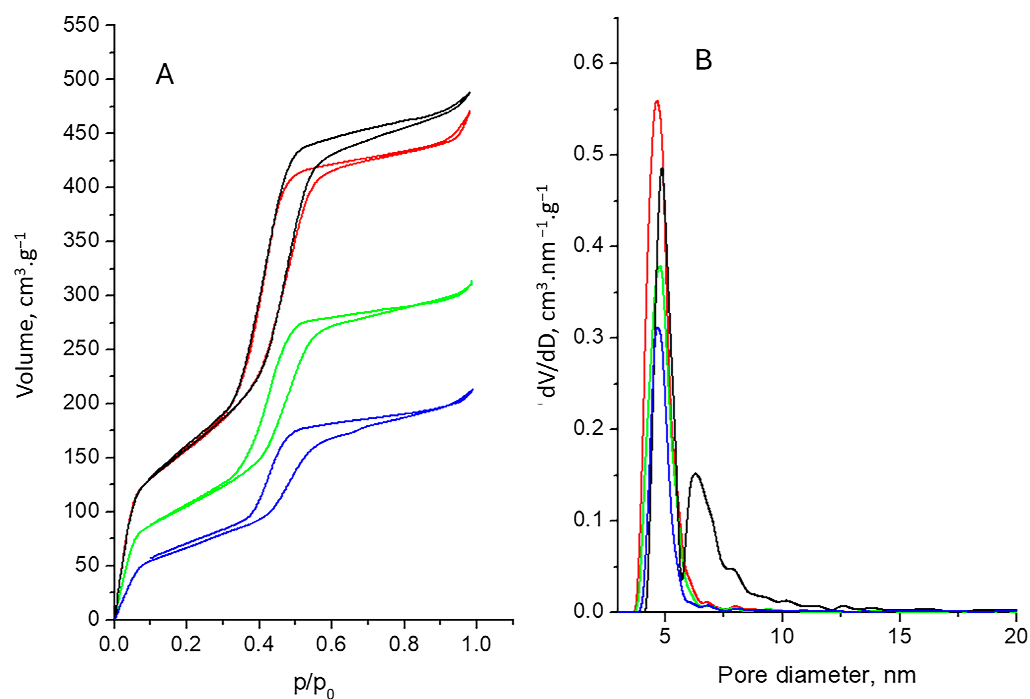 A
550
500
450
400
350
300
250
200
150
100
50
0
Volume, cm³.g⁻¹
0.0 0.2 0.4 0.6 0.8 1.0
p/p₀
B
0.6
0.5
0.4
0.3
0.2
0.1
0.0
dV/dD, cm³.nm⁻¹.g⁻¹
5 10 15 20
Pore diameter, nm